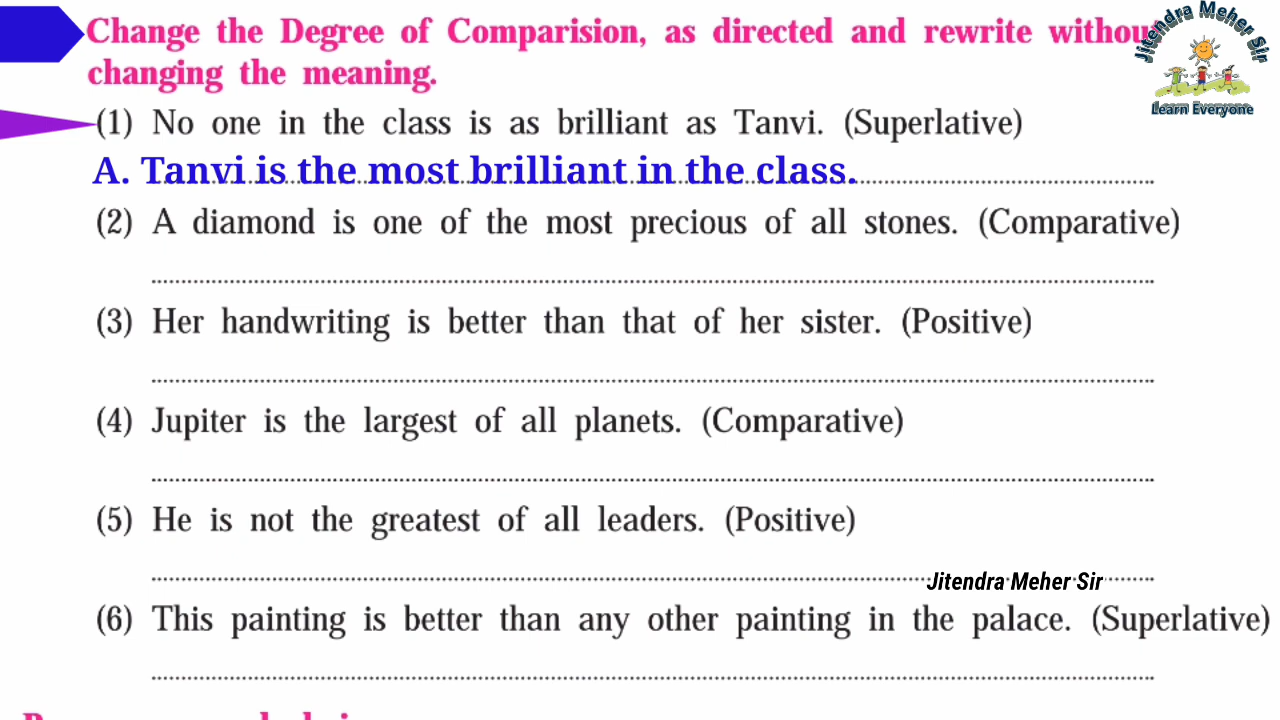 Change the Degree of Comparision, as directed and rewrite withou
changing the meaning.
Jitendra Meher Sir
Learn Everyone
(1) No one in the class is as brilliant as Tanvi. (Superlative)
A. Tanvi is the most brilliant in the class.
(2) A diamond is one of the most precious of all stones. (Comparative)
(3) Her handwriting is better than that of her sister. (Positive)
(4) Jupiter is the largest of all planets. (Comparative)
(5) He is not the greatest of all leaders. (Positive)
Jitendra Meher Sir
(6) This painting is better than any other painting in the palace. (Superlative)